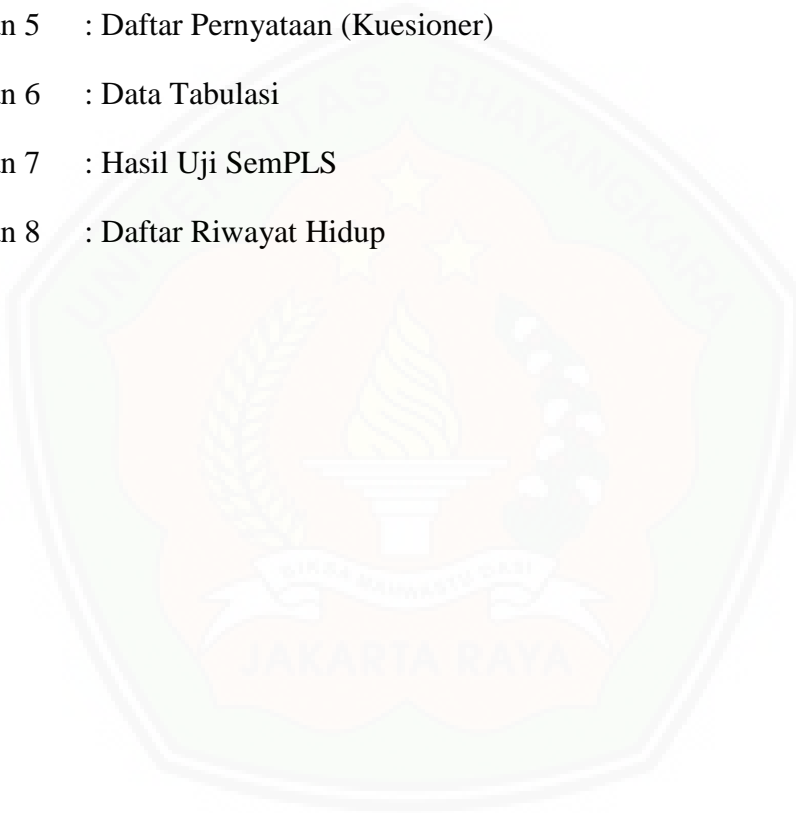 n 5 : Daftar Pernyataan (Kuesioner)
n 6 : Data Tabulasi
n 7 : Hasil Uji SemPLS
n 8 : Daftar Riwayat Hidup
UNIVERSITAS BHAYANGKARA
JAKARTA RAYA